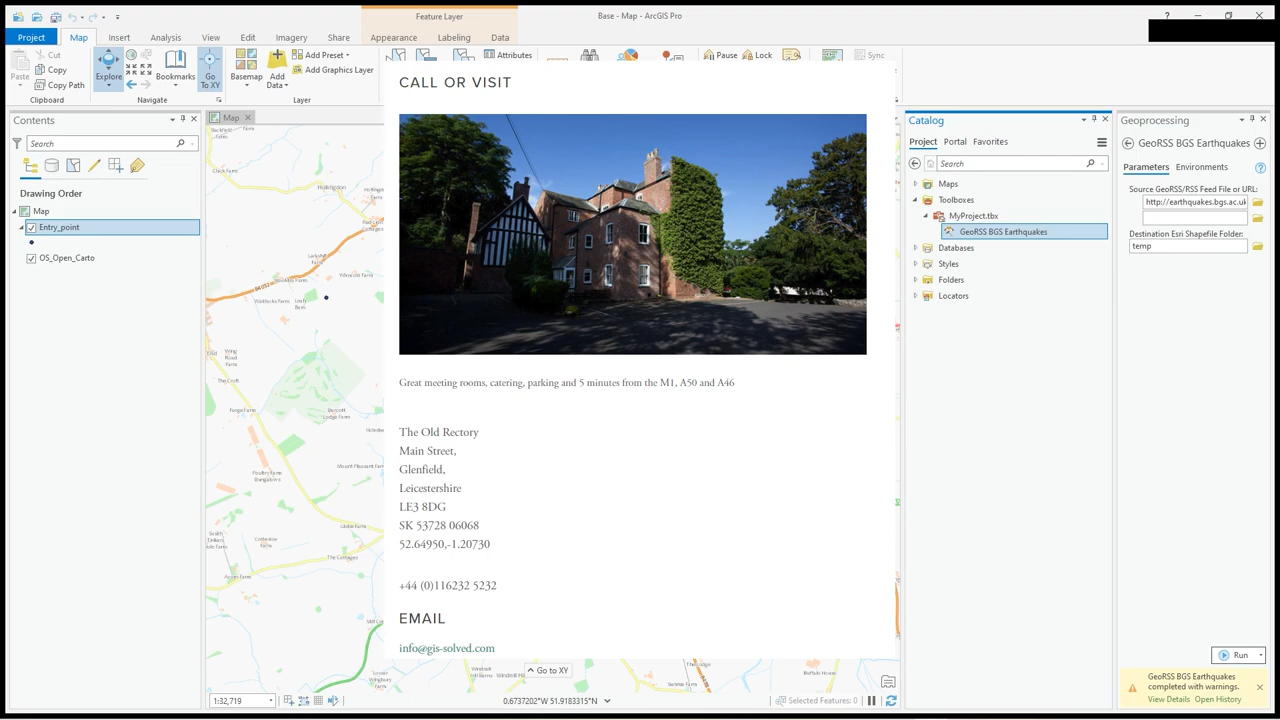 Feature Layer
Base - Map - ArcGIS Pro
Project
Map
Insert
Analysis
View
Edit
Imagery
Share
Appearance
Labeling
Data
Cut
Copy
Copy Path
Paste
Clipboard
Explore
Bookmarks
Go To XY
Navigate
Basemap
Add Data
Add Preset
Add Graphics Layer
Layer
Attributes
Pause
Lock
Sync
Contents
Search
Drawing Order
Map
Entry_point
OS_Open_Carto
Map
CALL OR VISIT
Great meeting rooms, catering, parking and 5 minutes from the M1, A50 and A46
The Old Rectory
Main Street,
Glenfield,
Leicestershire
LE3 8DG
SK 53728 06068
52.64950,-1.20730
+44 (0)116232 5232
EMAIL
info@gis-solved.com
Go to XY
1:32,719
0.6737202°W 51.9183315°N
Selected Features: 0
Catalog
Project
Portal
Favorites
Search
Maps
Toolboxes
MyProject.tbx
GeoRSS BGS Earthquakes
Databases
Styles
Folders
Locators
Geoprocessing
GeoRSS BGS Earthquakes
Parameters
Environments
Source GeoRSS/RSS Feed File or URL:
http://earthquakes.bgs.ac.uk
Destination Esri Shapefile Folder:
temp
Run
GeoRSS BGS Earthquakes
completed with warnings.
View Details Open History